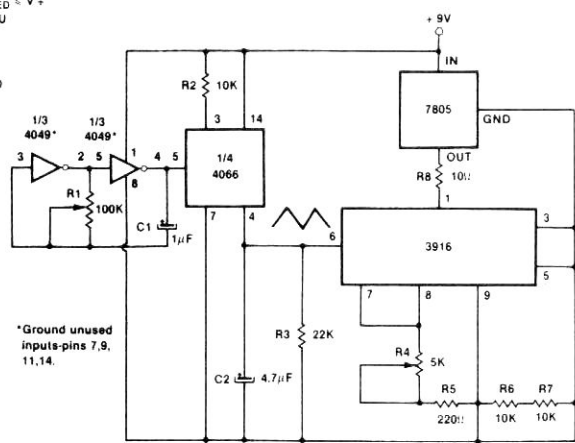 ED ≈ V+
U
+ 9V
IN
7805
GND
OUT
R8
10Ω
R2
10K
1/3
4049*
1/3
4049*
3
2
5
1
8
4
5
3
14
1/4
4066
7
4
R1
100K
C1
1µF
6
1
3916
3
5
7
8
9
*Ground unused
inputs-pins 7,9,
11,14.
R3
22K
R4
5K
C2
4.7µF
R5
220Ω
R6
10K
R7
10K